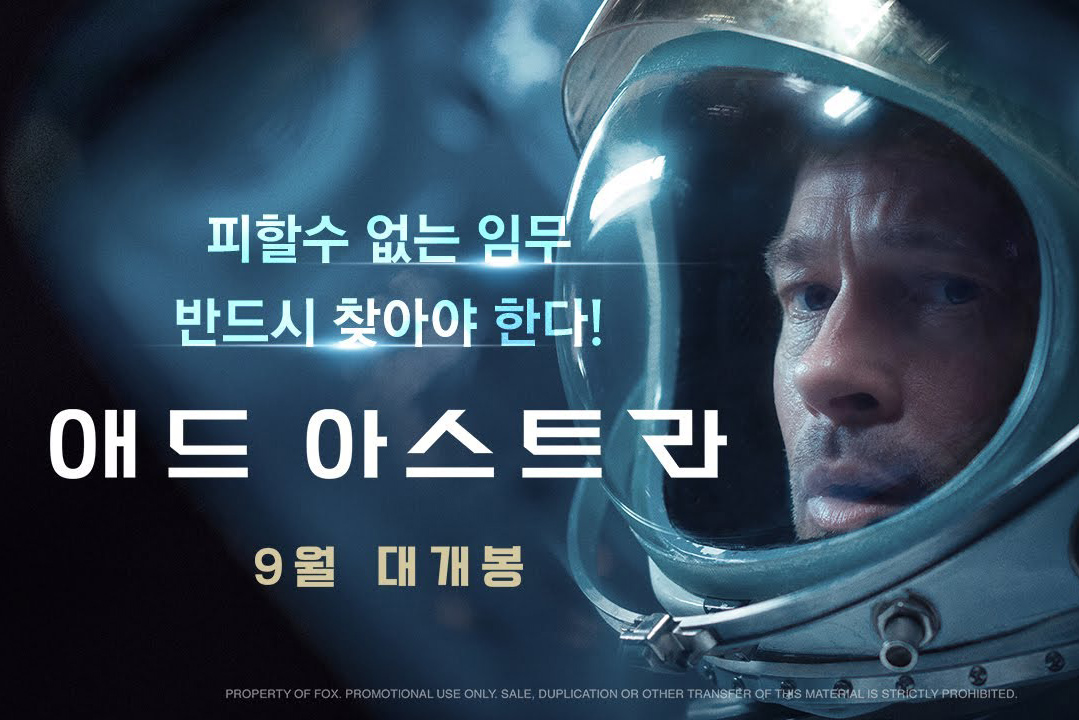 피할수 없는 임무
반드시 찾아야 한다!
애드 아스트라
9월 대개봉
PROPERTY OF FOX. PROMOTIONAL USE ONLY. SALE, DUPLICATION OR OTHER TRANSFER OF THIS MATERIAL IS STRICTLY PROHIBITED.